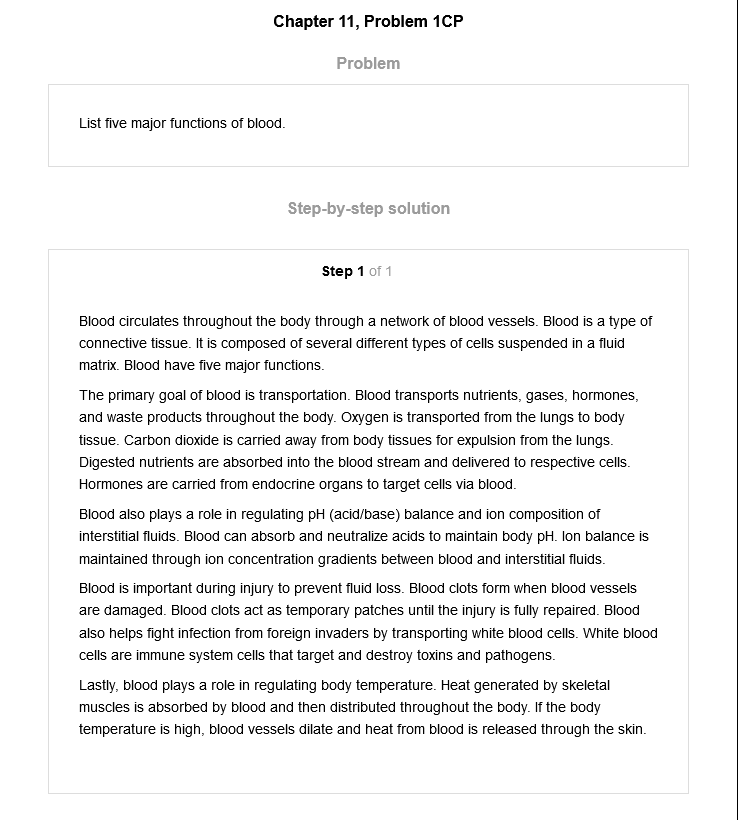 Chapter 11, Problem 1CP
Problem
List five major functions of blood.
Step-by-step solution
Step 1 of 1
Blood circulates throughout the body through a network of blood vessels. Blood is a type of
connective tissue. It is composed of several different types of cells suspended in a fluid
matrix. Blood have five major functions.
The primary goal of blood is transportation. Blood transports nutrients, gases, hormones,
and waste products throughout the body. Oxygen is transported from the lungs to body
tissue. Carbon dioxide is carried away from body tissues for expulsion from the lungs.
Digested nutrients are absorbed into the blood stream and delivered to respective cells.
Hormones are carried from endocrine organs to target cells via blood.
Blood also plays a role in regulating pH (acid/base) balance and ion composition of
interstitial fluids. Blood can absorb and neutralize acids to maintain body pH. Ion balance is
maintained through ion concentration gradients between blood and interstitial fluids.
Blood is important during injury to prevent fluid loss. Blood clots form when blood vessels
are damaged. Blood clots act as temporary patches until the injury is fully repaired. Blood
also helps fight infection from foreign invaders by transporting white blood cells. White blood
cells are immune system cells that target and destroy toxins and pathogens.
Lastly, blood plays a role in regulating body temperature. Heat generated by skeletal
muscles is absorbed by blood and then distributed throughout the body. If the body
temperature is high, blood vessels dilate and heat from blood is released through the skin.